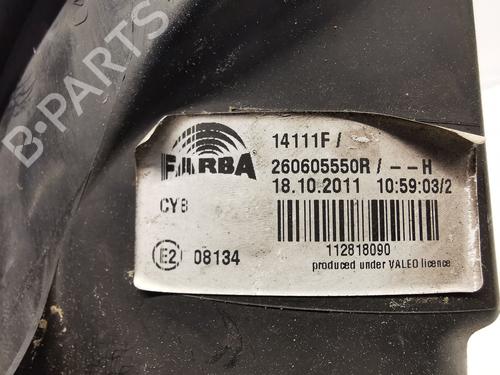 B-PARTS
FARBA
14111F /
260605550R / --H
18.10.2011 10:59:03/2
CYB
112818090
E2 08134
produced under VALEO licence